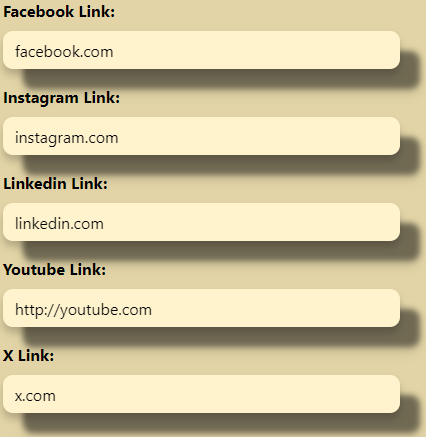 Facebook Link:
facebook.com
Instagram Link:
instagram.com
Linkedin Link:
linkedin.com
Youtube Link:
http://youtube.com
X Link:
x.com